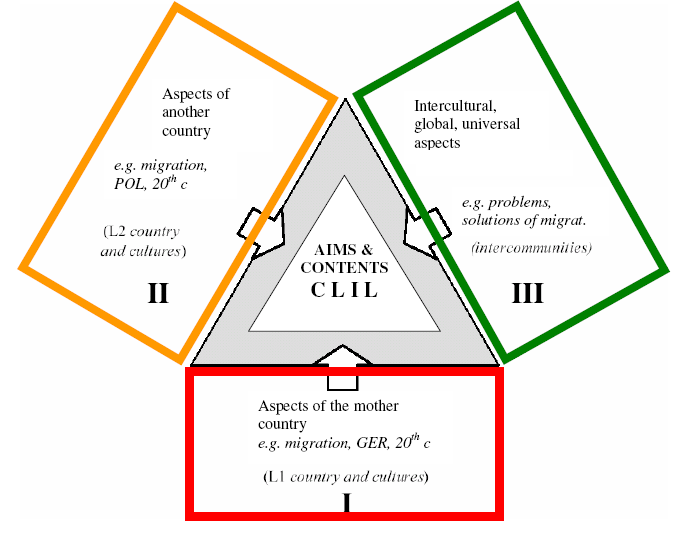 Aspects of
another
country
e.g. migration,
POL, 20th c
(L2 country
and cultures)
II
Intercultural,
global, universal
aspects
e.g. problems,
solutions of migrat.
(intercommunities)
III
AIMS &
CONTENTS
C L I L
Aspects of the mother
country
e.g. migration, GER, 20th c
(L1 country and cultures)
I